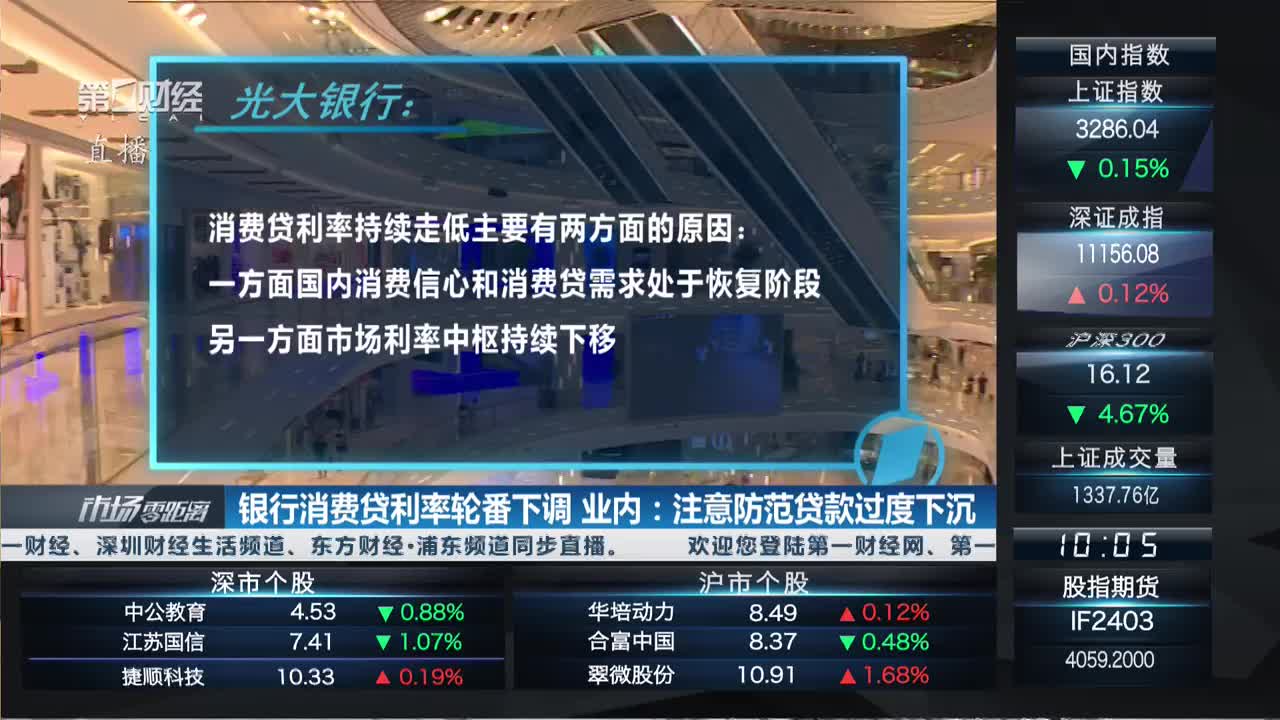 第一财经
YICAI
直播
光大银行：
消费贷利率持续走低主要有两方面的原因：
一方面国内消费信心和消费贷需求处于恢复阶段
另一方面市场利率中枢持续下移
市场零距离
银行消费贷利率轮番下调 业内：注意防范贷款过度下沉
一财经、深圳财经生活频道、东方财经·浦东频道同步直播。 欢迎您登陆第一财经网、第一
深市个股
中公教育 4.53 ▼0.88%
江苏国信 7.41 ▼1.07%
捷顺科技 10.33 ▲0.19%
沪市个股
华培动力 8.49 ▲0.12%
合富中国 8.37 ▼0.48%
翠微股份 10.91 ▲1.68%
国内指数
上证指数
3286.04
▼ 0.15%
深证成指
11156.08
▲ 0.12%
沪深300
16.12
▼ 4.67%
上证成交量
1337.76亿
10:05
股指期货
IF2403
4059.2000